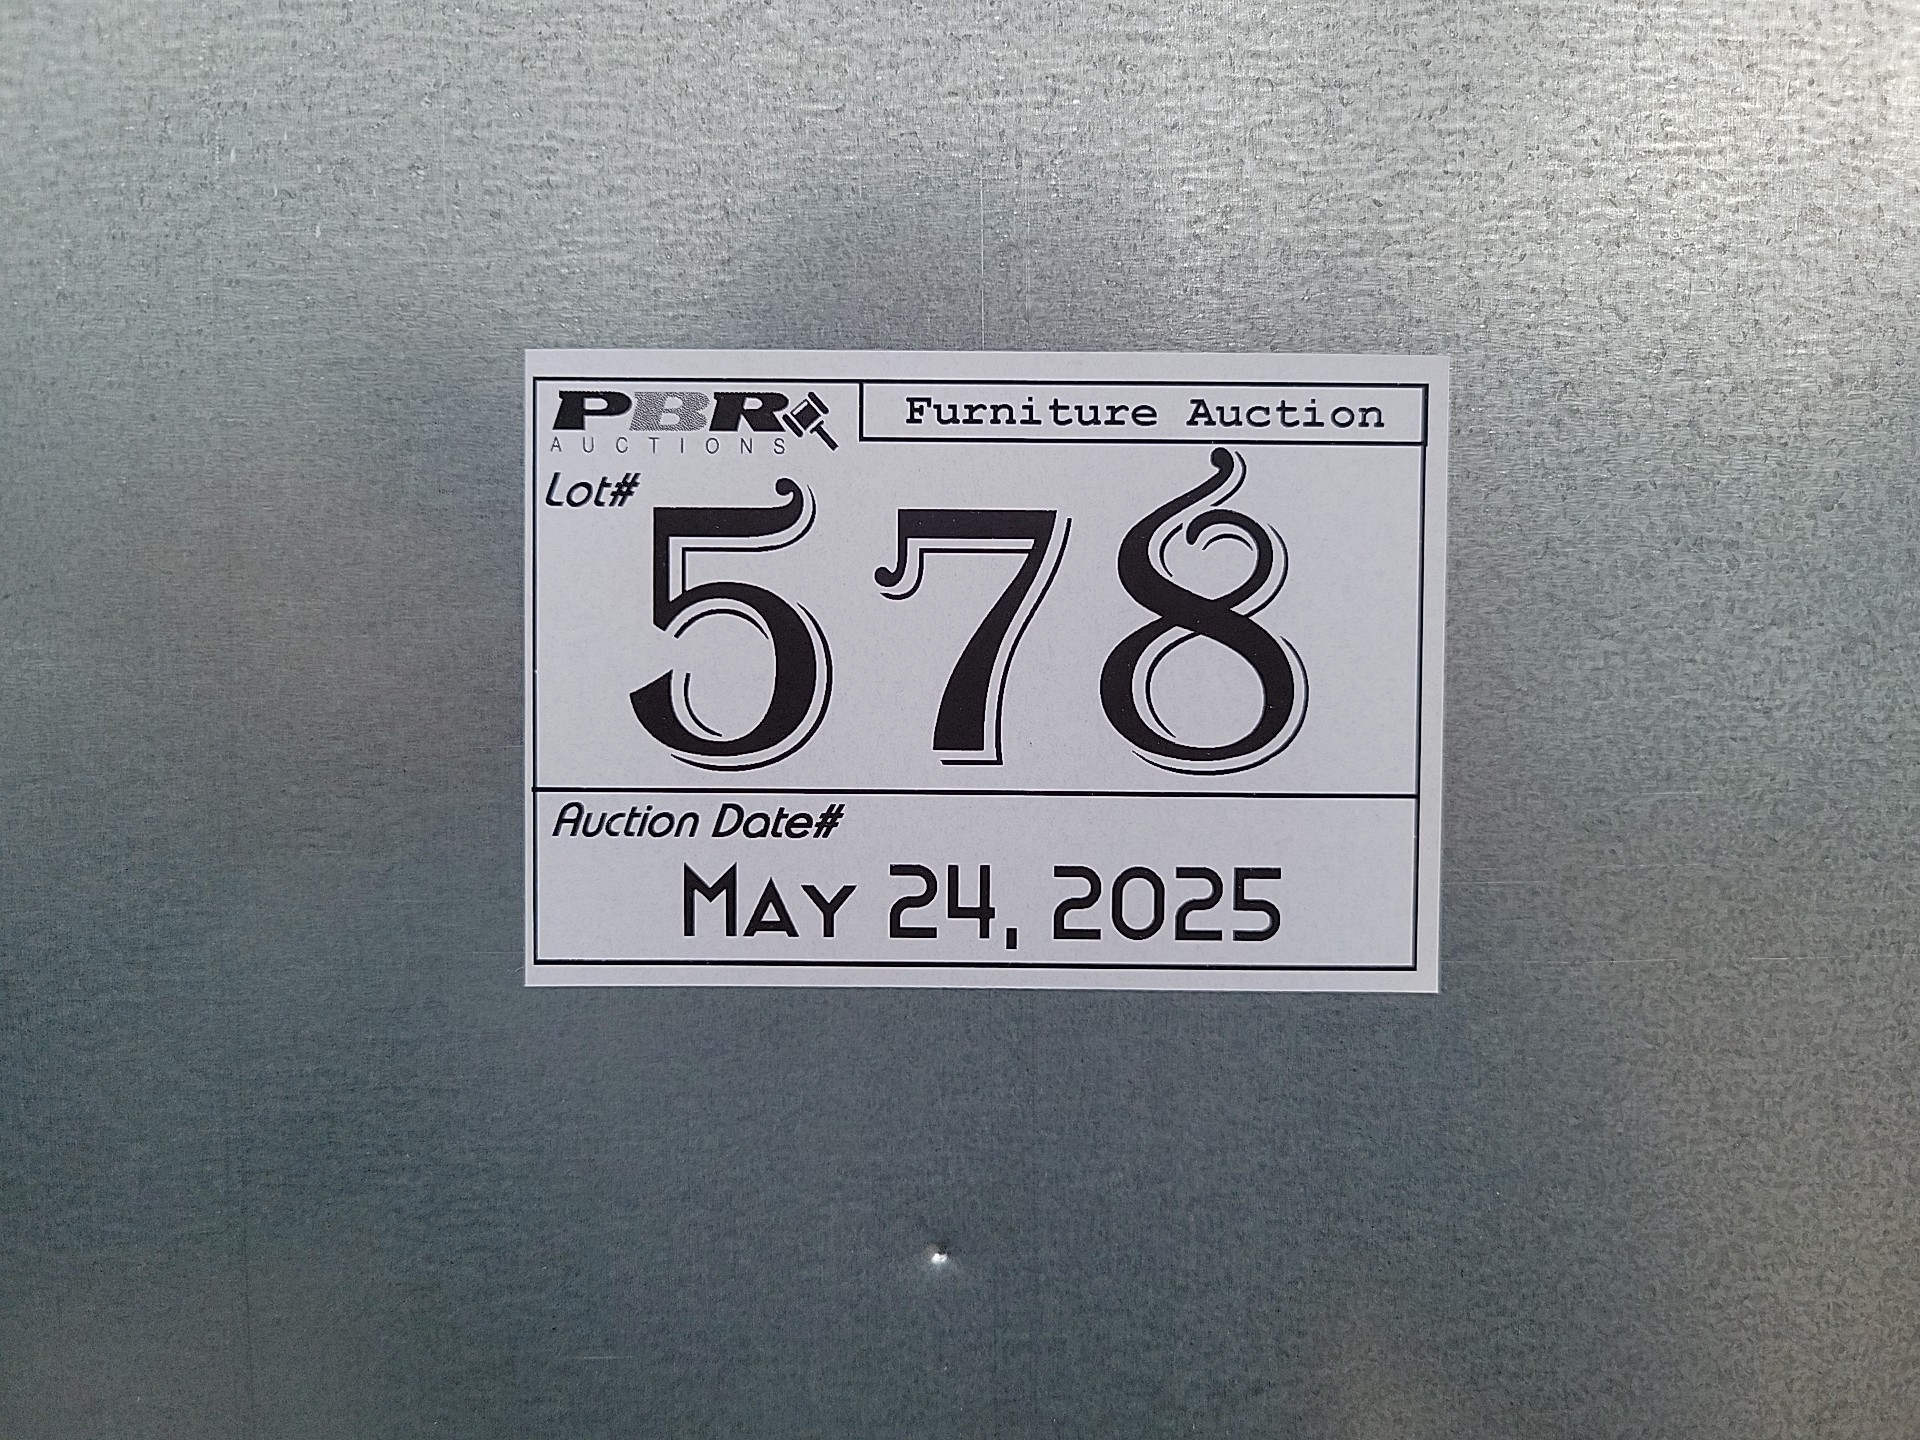 PBR
AUCTIONS
Furniture Auction
Lot#
578
Auction Date#
May 24, 2025